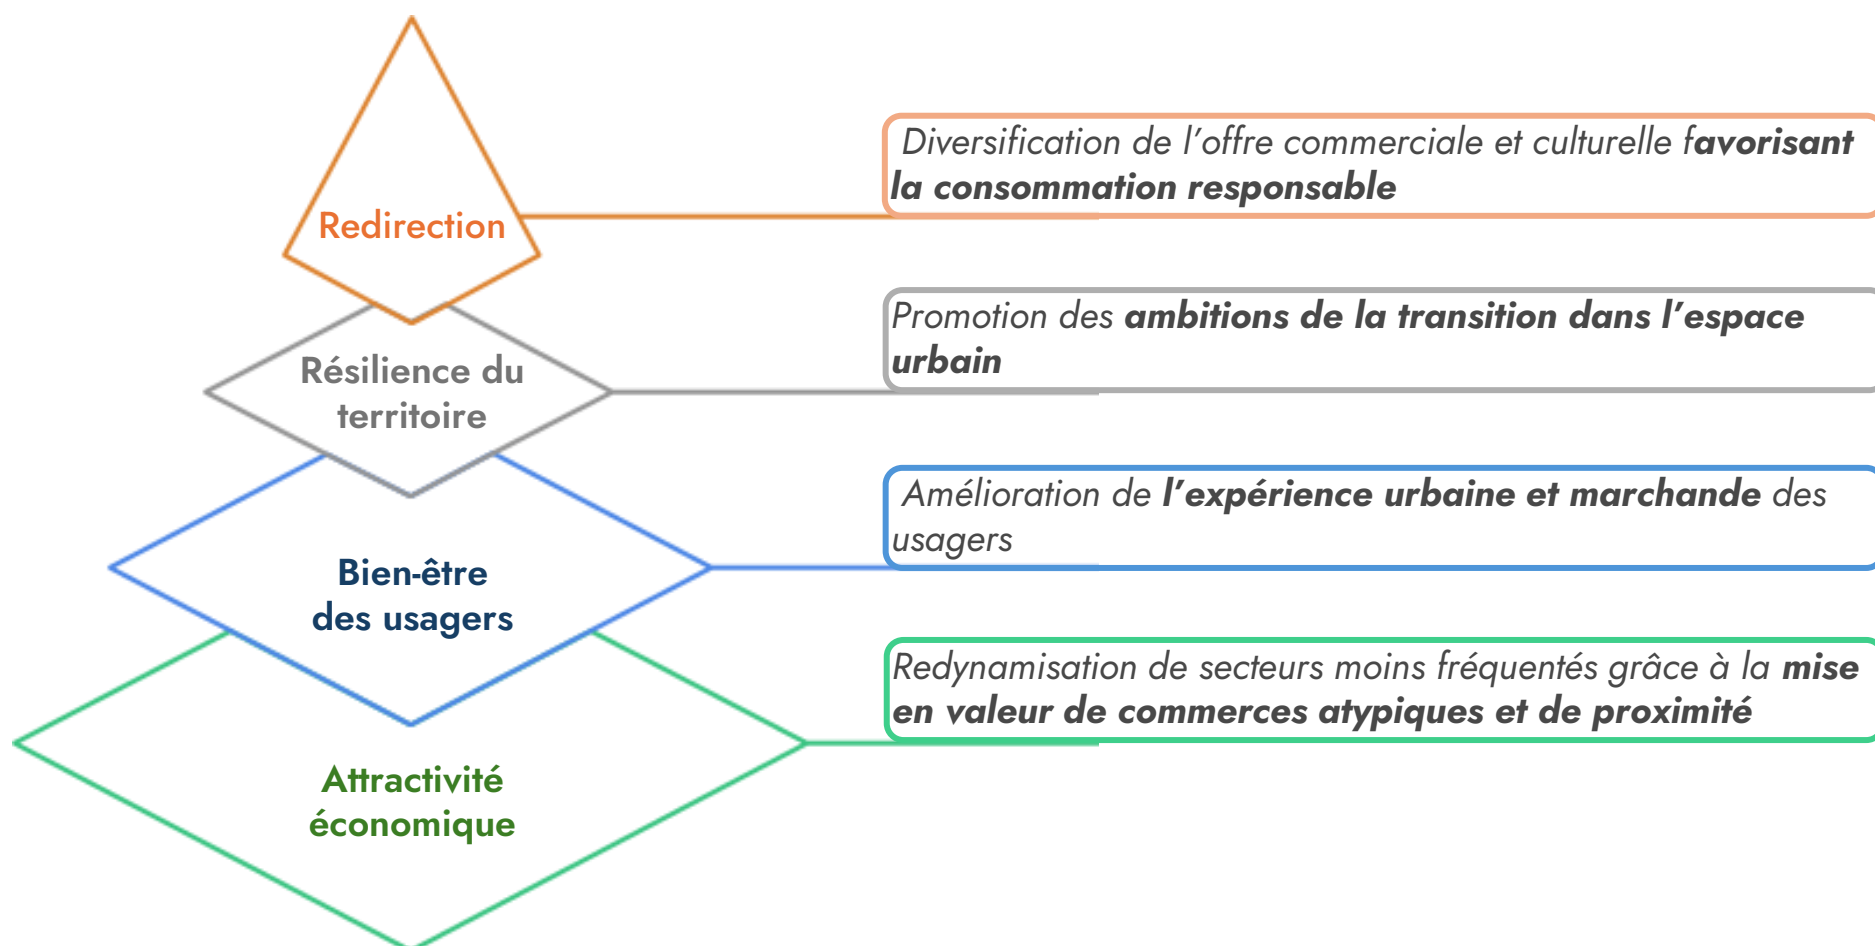 Redirection
Diversification de l'offre commerciale et culturelle favorisant
la consommation responsable
Résilience du
territoire
Promotion des ambitions de la transition dans l'espace
urbain
Bien-être
des usagers
Amélioration de l'expérience urbaine et marchande des
usagers
Attractivité
économique
Redynamisation de secteurs moins fréquentés grâce à la mise
en valeur de commerces atypiques et de proximité